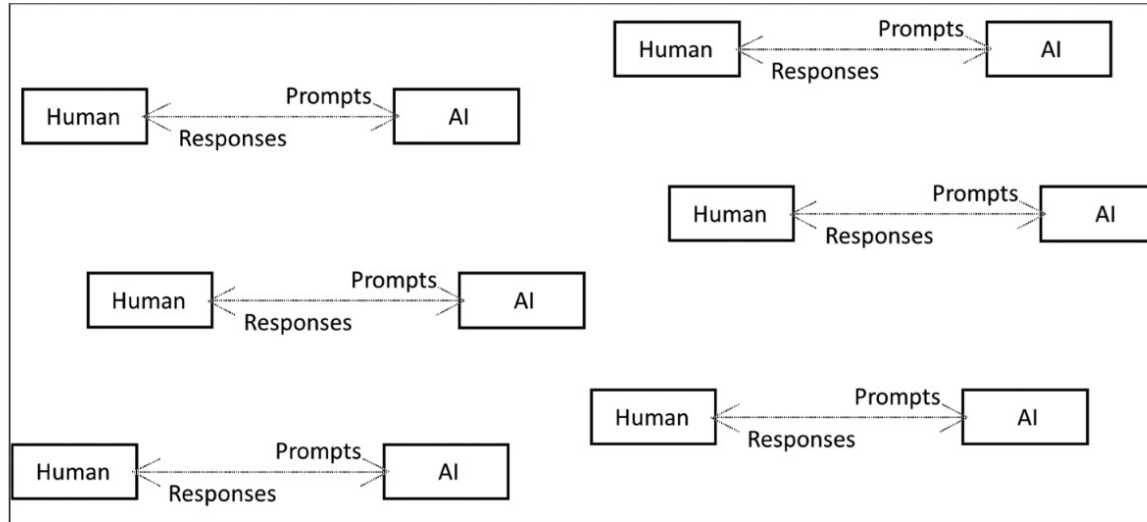 Human
Prompts
Responses
AI
Human
Prompts
Responses
AI
Human
Prompts
Responses
AI
Human
Prompts
Responses
AI
Human
Prompts
Responses
AI
Human
Prompts
Responses
AI